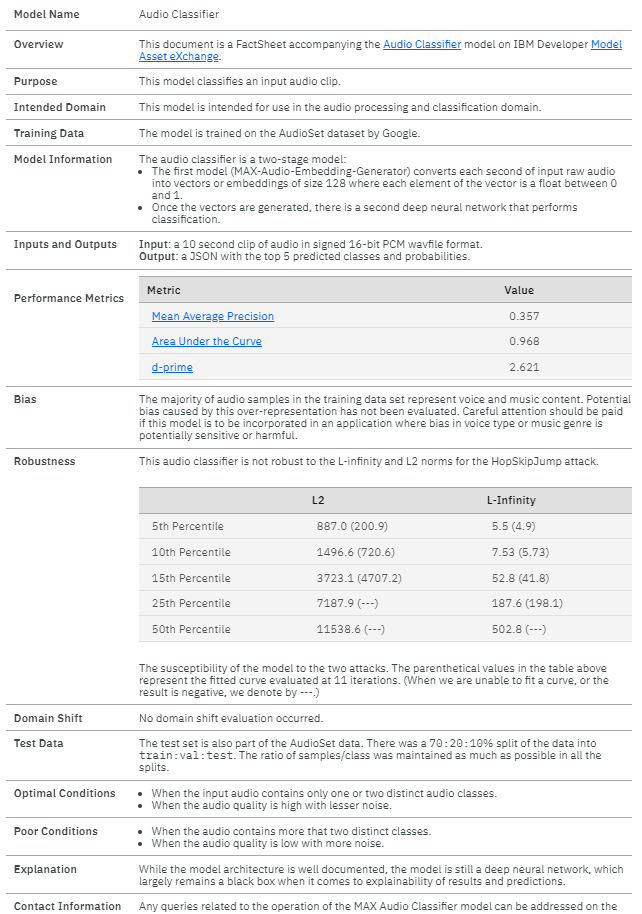 Model Name Audio Classifier
Overview This document is a FactSheet accompanying the Audio Classifier model on IBM Developer Model
Asset eXchange.
Purpose This model classifies an input audio clip.
Intended Domain This model is intended for use in the audio processing and classification domain.
Training Data The model is trained on the AudioSet dataset by Google.
Model Information The audio classifier is a two-stage model:
• The first model (MAX-Audio-Embedding-Generator) converts each second of input raw audio
into vectors or embeddings of size 128 where each element of the vector is a float between 0
and 1.
• Once the vectors are generated, there is a second deep neural network that performs
classification.
Inputs and Outputs Input: a 10 second clip of audio in signed 16-bit PCM wavfile format.
Output: a JSON with the top 5 predicted classes and probabilities.
Performance Metrics
Metric Value
Mean Average Precision 0.357
Area Under the Curve 0.968
d-prime 2.621
Bias The majority of audio samples in the training data set represent voice and music content. Potential
bias caused by this over-representation has not been evaluated. Careful attention should be paid
if this model is to be incorporated in an application where bias in voice type or music genre is
potentially sensitive or harmful.
Robustness This audio classifier is not robust to the L-infinity and L2 norms for the HopSkipJump attack.
L2 L-Infinity
5th Percentile 887.0 (200.9) 5.5 (4.9)
10th Percentile 1496.6 (720.6) 7.53 (5.73)
15th Percentile 3723.1 (4707.2) 52.8 (41.8)
25th Percentile 7187.9 (---) 187.6 (198.1)
50th Percentile 11538.6 (---) 502.8 (---)
The susceptibility of the model to the two attacks. The parenthetical values in the table above
represent the fitted curve evaluated at 11 iterations. (When we are unable to fit a curve, or the
result is negative, we denote by ---.)
Domain Shift No domain shift evaluation occurred.
Test Data The test set is also part of the AudioSet data. There was a 70:20:10% split of the data into
train:val:test. The ratio of samples/class was maintained as much as possible in all the
splits.
Optimal Conditions • When the input audio contains only one or two distinct audio classes.
• When the audio quality is high with lesser noise.
Poor Conditions • When the audio contains more that two distinct classes.
• When the audio quality is low with more noise.
Explanation While the model architecture is well documented, the model is still a deep neural network, which
largely remains a black box when it comes to explainability of results and predictions.
Contact Information Any queries related to the operation of the MAX Audio Classifier model can be addressed on the